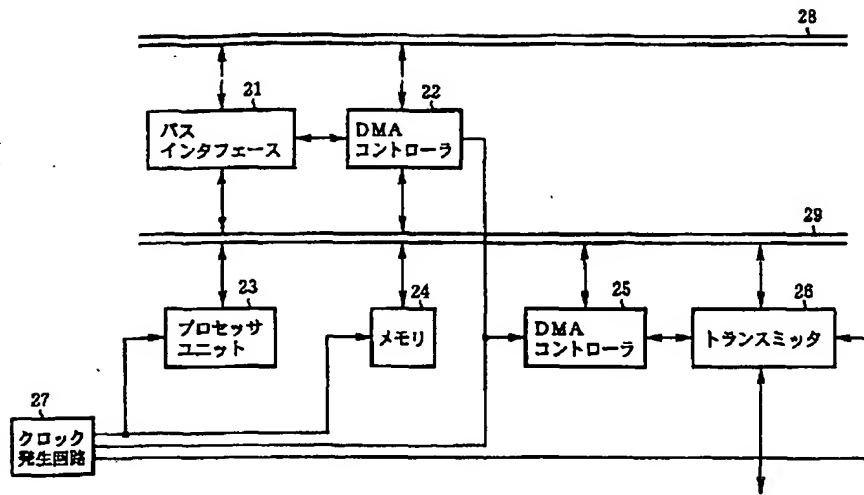 28
21
22
バス
インタフェース
DMA
コントローラ
29
23
24
25
26
プロセッサ
ユニット
メモリ
DMA
コントローラ
トランスミッタ
27
クロック
発生回路